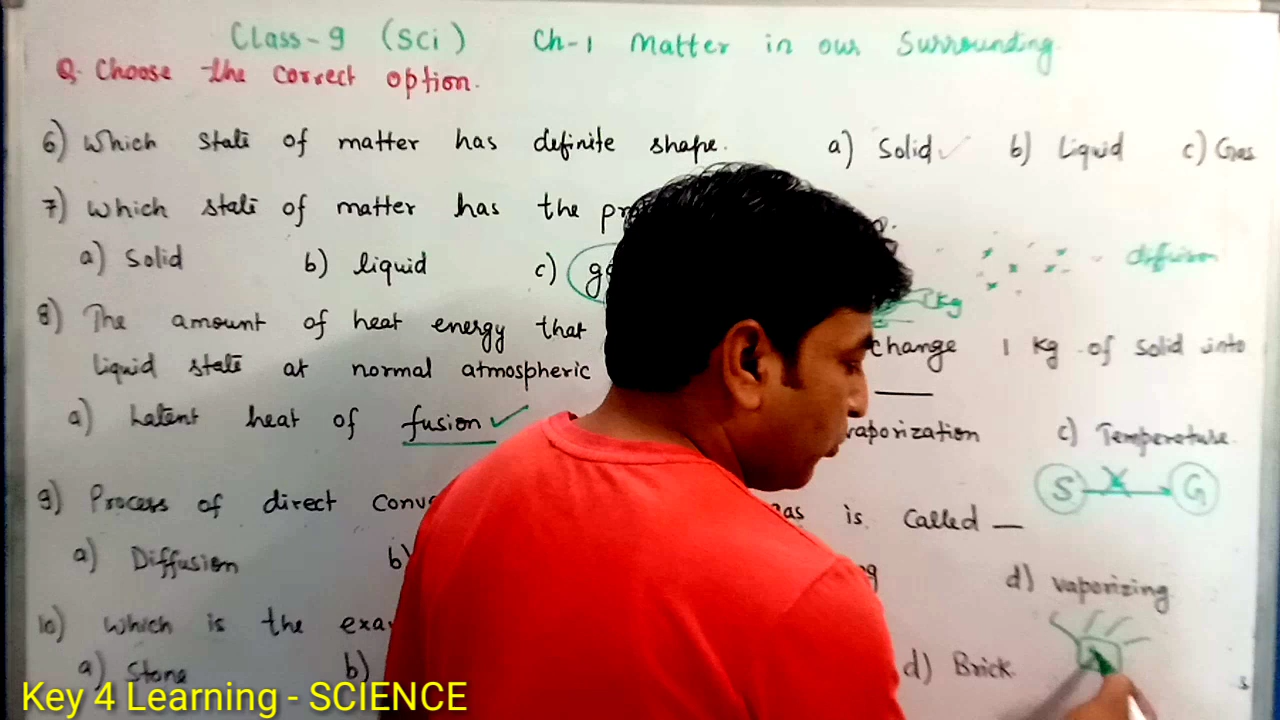 Class-9 (Sci) Ch-1 Matter in our Surrounding
Q. Choose the correct option.
6) Which state of matter has definite shape. a) Solid ✓ b) Liquid c) Gas
7) Which state of matter has the
a) Solid b) liquid c)
diffusion
1kg
8) The amount of heat energy that change 1 kg of solid into
liquid state at normal atmospheric
a) Latent heat of fusion ✓ vaporization c) Temperature.
S G
9) Process of direct is called —
a) Diffusion b) d) vaporizing
10) Which is the
a) Stone b) d) Brick
Key 4 Learning - SCIENCE